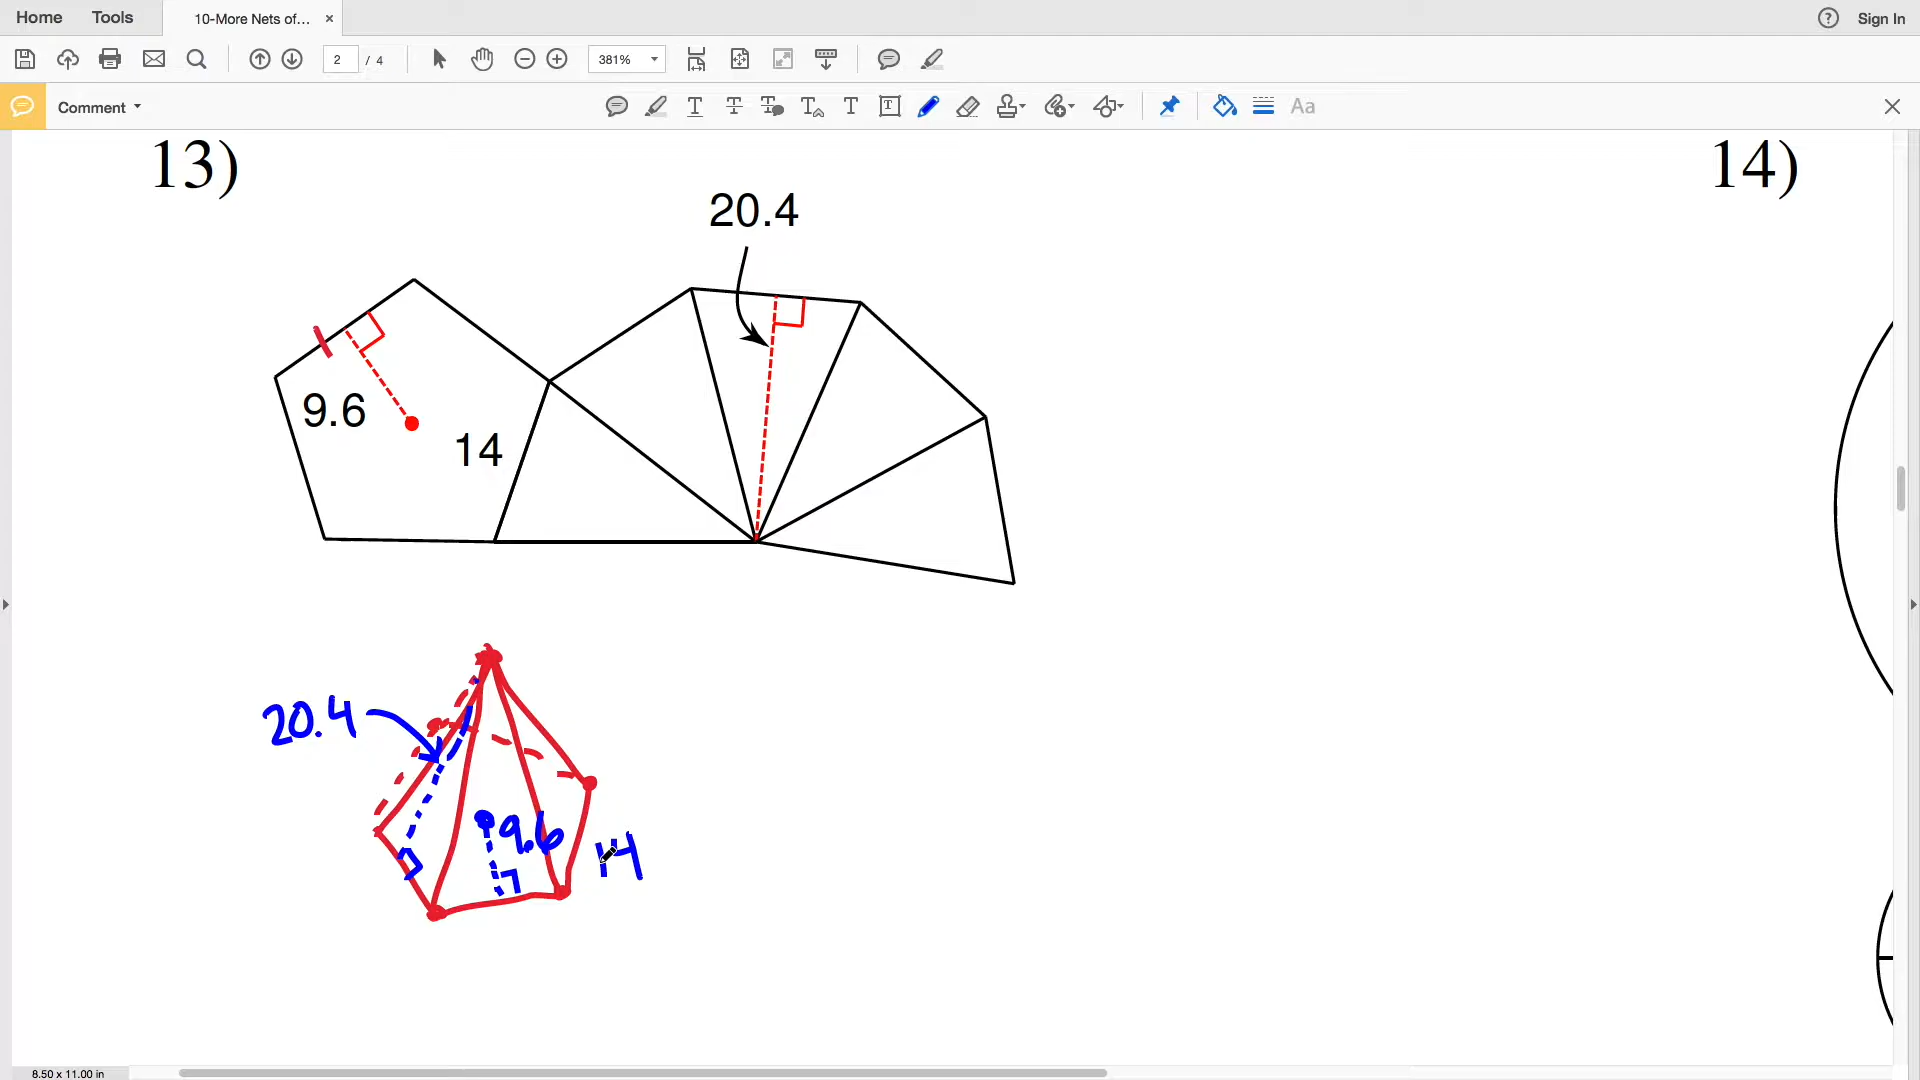 Home Tools 10-More Nets of... × ? Sign In
2 / 4 381%
Comment Aa
13) 14)
20.4
9.6
14
20.4
9.6
14
8.50 x 11.00 in